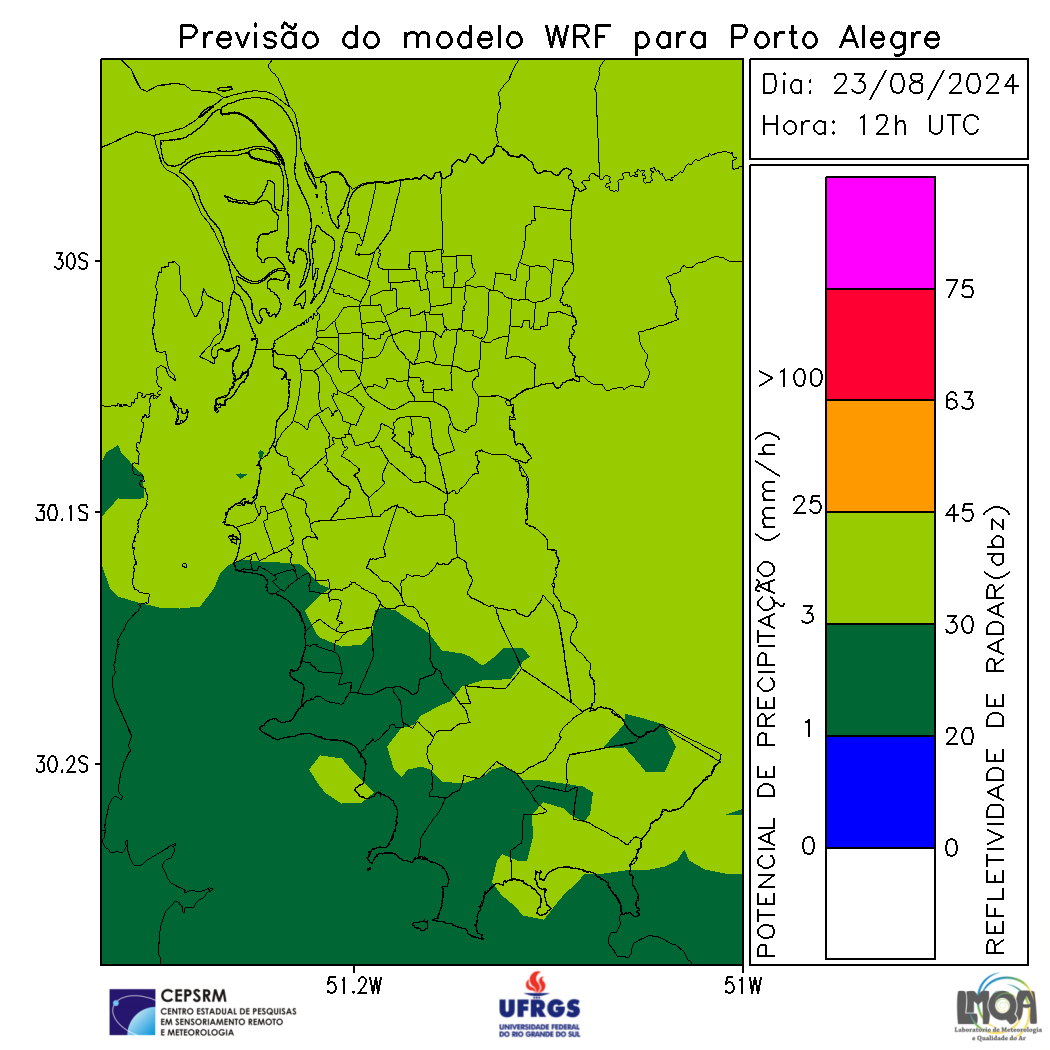 Previsão do modelo WRF para Porto Alegre
Dia: 23/08/2024
Hora: 12h UTC
30S
30.1S
30.2S
51.2W
51W
POTENCIAL DE PRECIPITAÇÃO (mm/h)
>100
25
3
1
0
75
63
45
30
20
0
REFLETIVIDADE DE RADAR(dbz)
CEPSRM
CENTRO ESTADUAL DE PESQUISAS
EM SENSORIAMENTO REMOTO
E METEOROLOGIA
UFRGS
UNIVERSIDADE FEDERAL
DO RIO GRANDE DO SUL
LMQA
Laboratório de Meteorologia
e Qualidade do Ar